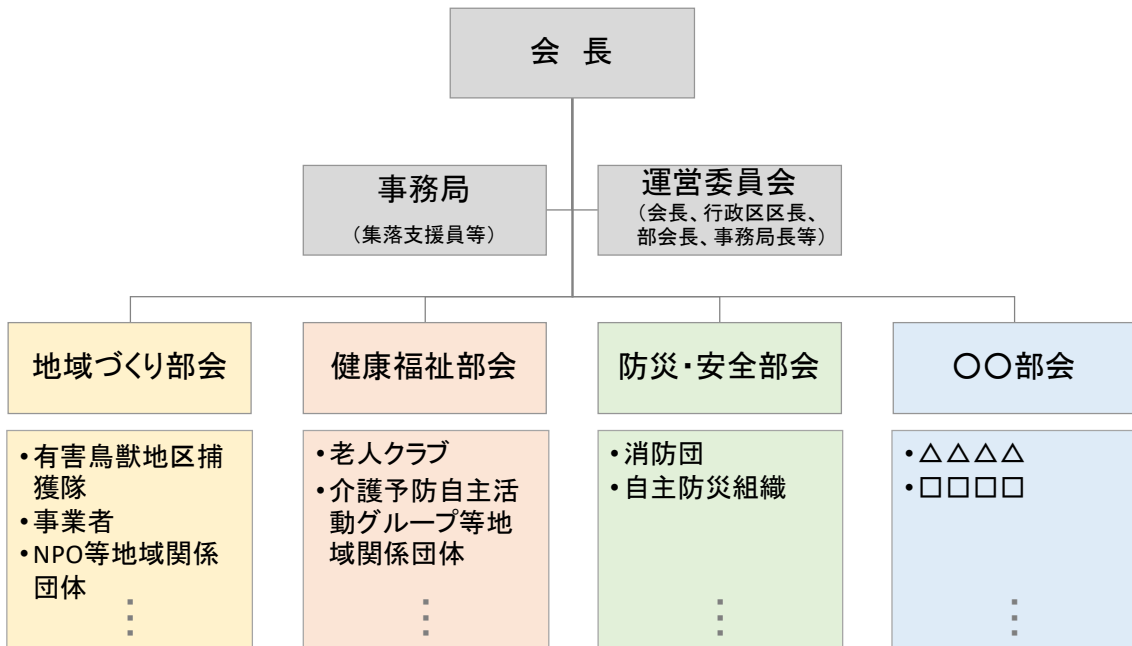 会 長
事務局
(集落支援員等)
運営委員会
(会長、行政区区長、
部会長、事務局長等)
地域づくり部会
健康福祉部会
防災・安全部会
〇〇部会
•有害鳥獣地区捕
獲隊
•事業者
•NPO等地域関係
団体
⋮
•老人クラブ
•介護予防自主活
動グループ等地
域関係団体
⋮
•消防団
•自主防災組織
⋮
•△△△△
•□□□□
⋮